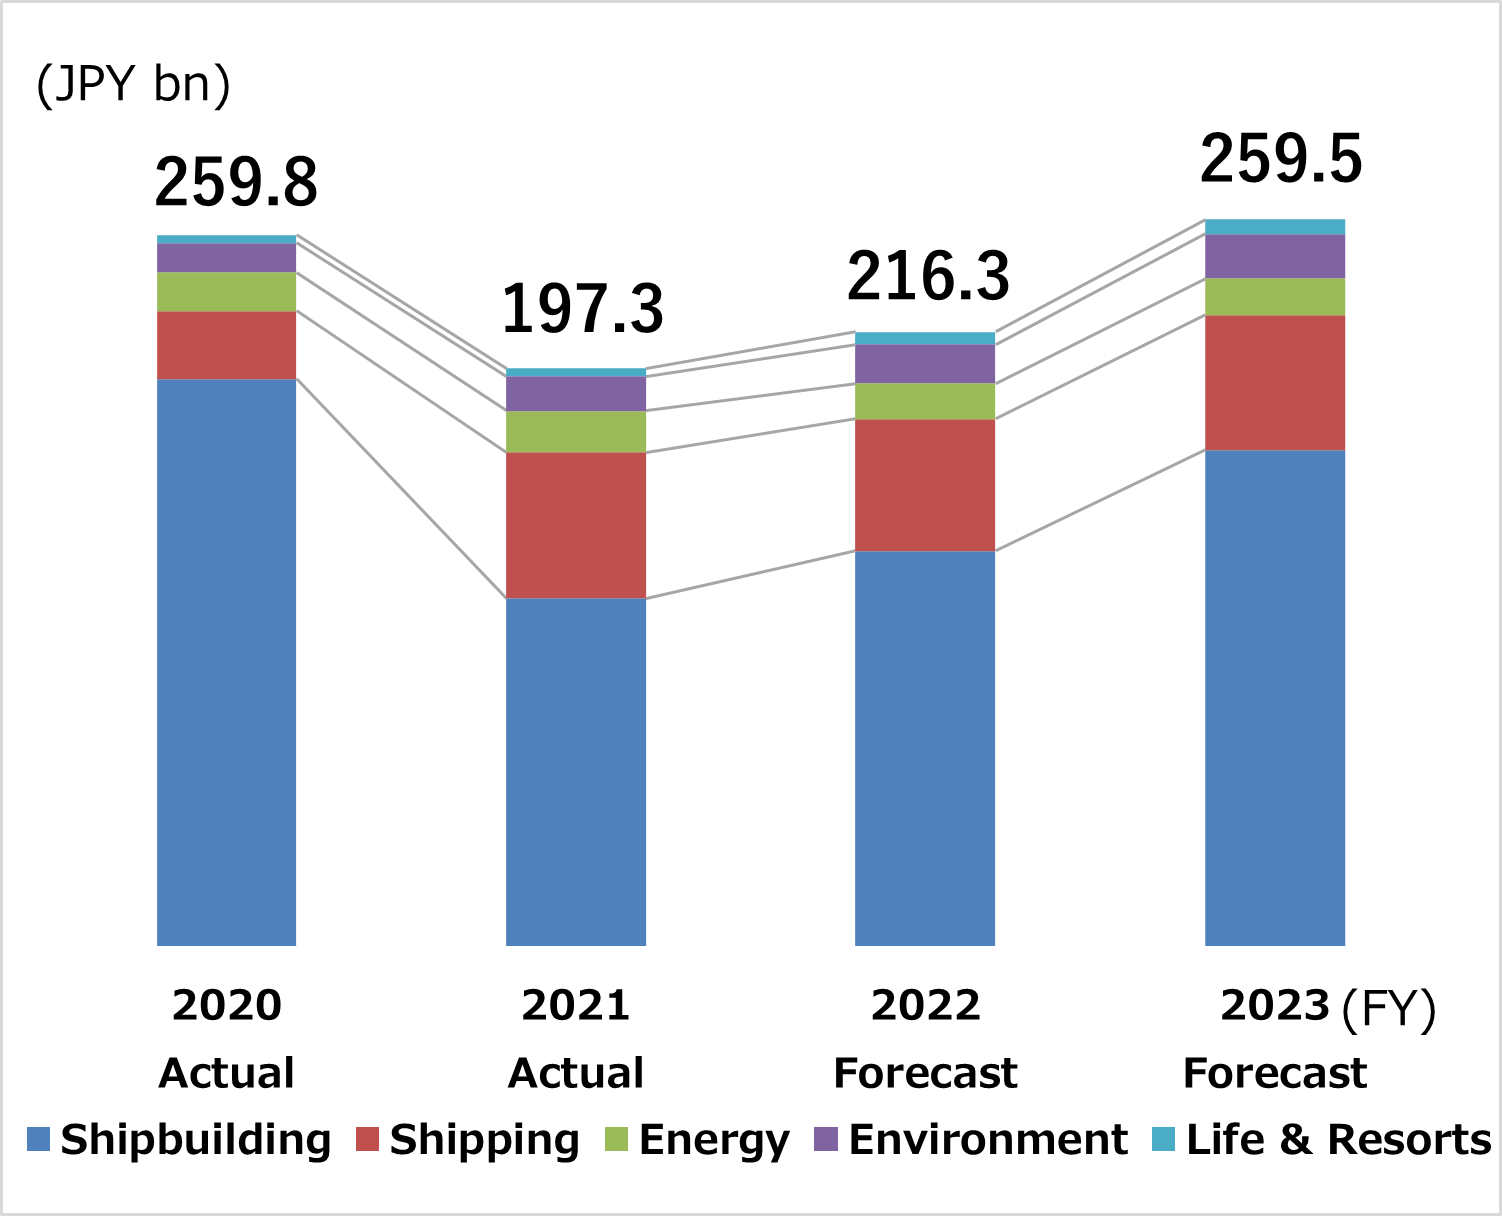 (JPY bn)
259.8
197.3
216.3
259.5
2020 2021 2022 2023 (FY)
Actual Actual Forecast Forecast
Shipbuilding Shipping Energy Environment Life & Resorts